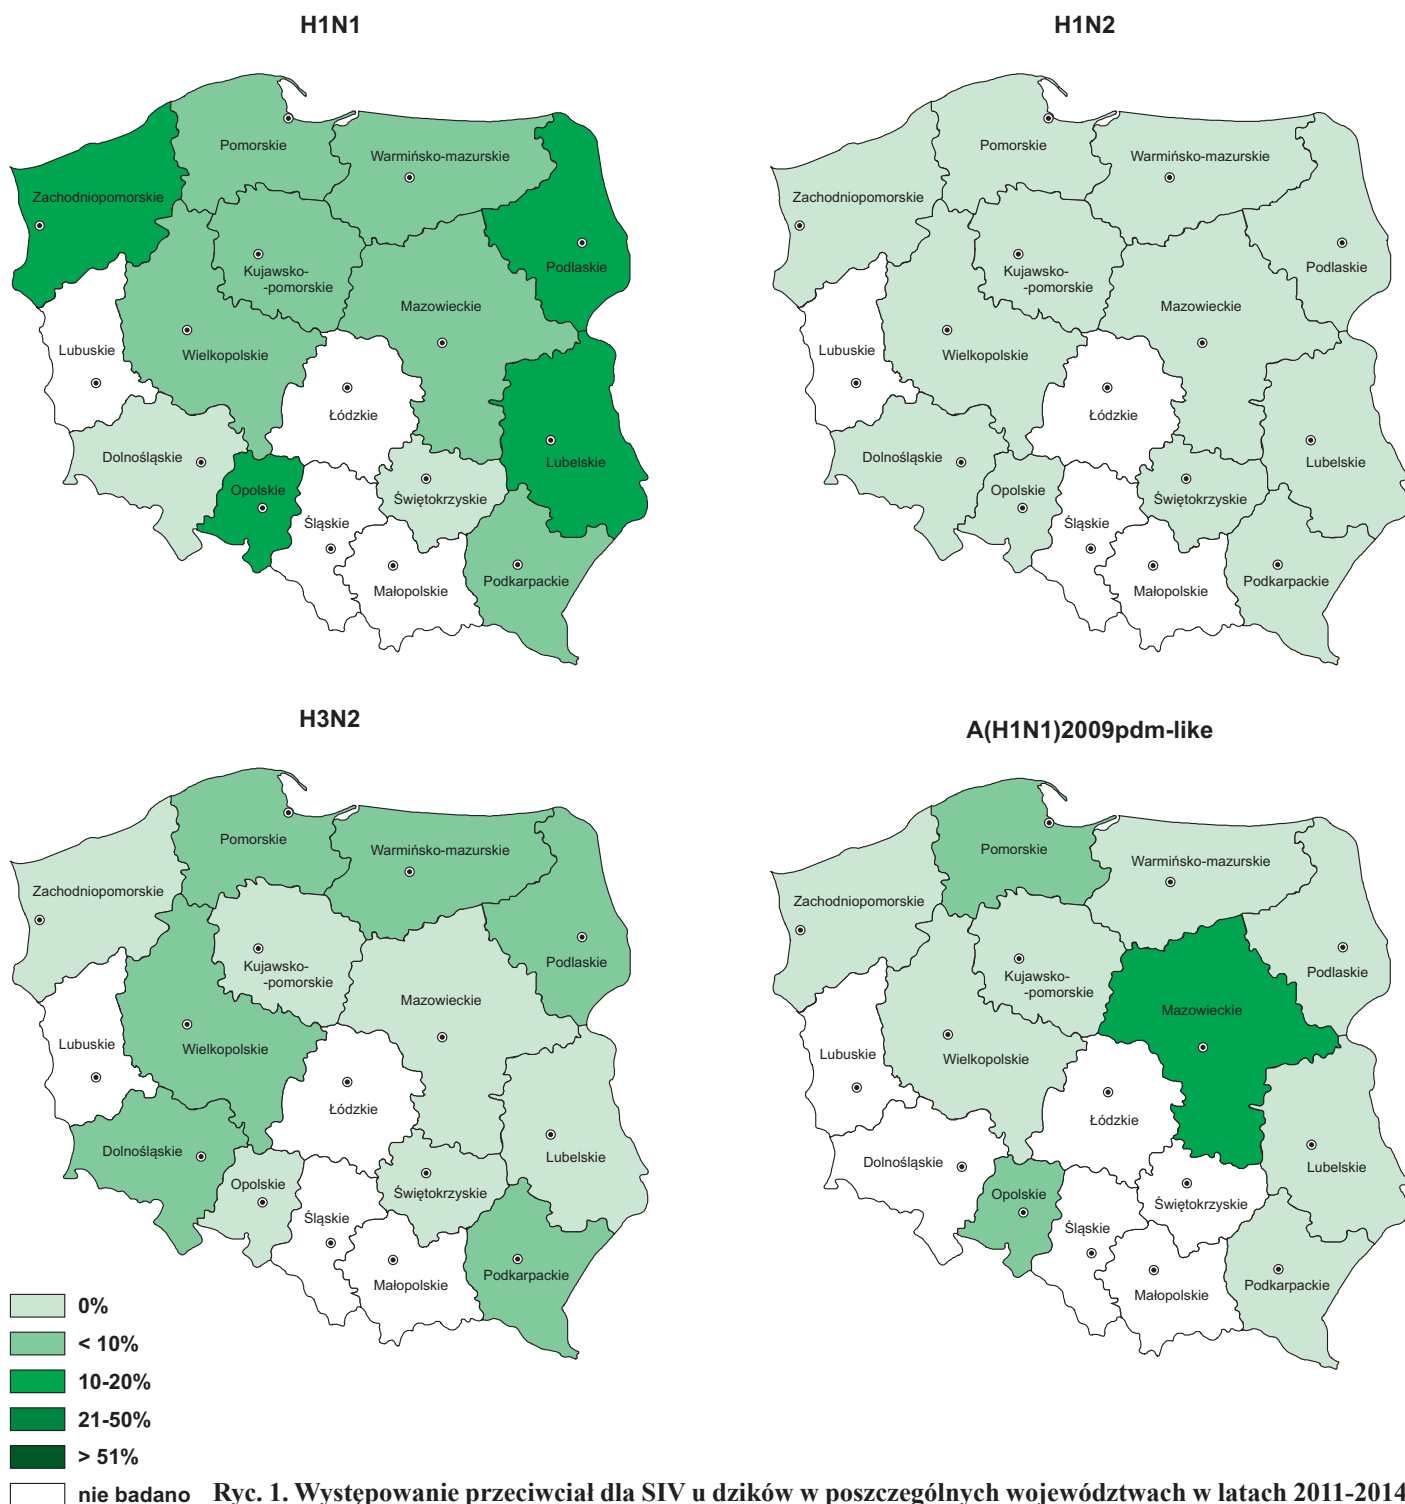 H1N1
Pomorskie
Warmińsko-mazurskie
Zachodniopomorskie
Podlaskie
Kujawsko-
-pomorskie
Mazowieckie
Lubuskie
Wielkopolskie
Łódzkie
Dolnośląskie
Lubelskie
Opolskie
Świętokrzyskie
Śląskie
Podkarpackie
Małopolskie
H1N2
Pomorskie
Warmińsko-mazurskie
Zachodniopomorskie
Podlaskie
Kujawsko-
-pomorskie
Mazowieckie
Lubuskie
Wielkopolskie
Łódzkie
Dolnośląskie
Lubelskie
Opolskie
Świętokrzyskie
Śląskie
Podkarpackie
Małopolskie
H3N2
Pomorskie
Warmińsko-mazurskie
Zachodniopomorskie
Podlaskie
Kujawsko-
-pomorskie
Mazowieckie
Lubuskie
Wielkopolskie
Łódzkie
Dolnośląskie
Lubelskie
Opolskie
Świętokrzyskie
Śląskie
Podkarpackie
Małopolskie
A(H1N1)2009pdm-like
Pomorskie
Warmińsko-mazurskie
Zachodniopomorskie
Podlaskie
Kujawsko-
-pomorskie
Mazowieckie
Lubuskie
Wielkopolskie
Łódzkie
Dolnośląskie
Lubelskie
Opolskie
Świętokrzyskie
Śląskie
Podkarpackie
Małopolskie
0%
< 10%
10-20%
21-50%
> 51%
nie badano
Ryc. 1. Występowanie przeciwciał dla SIV u dzików w poszczególnych województwach w latach 2011-2014